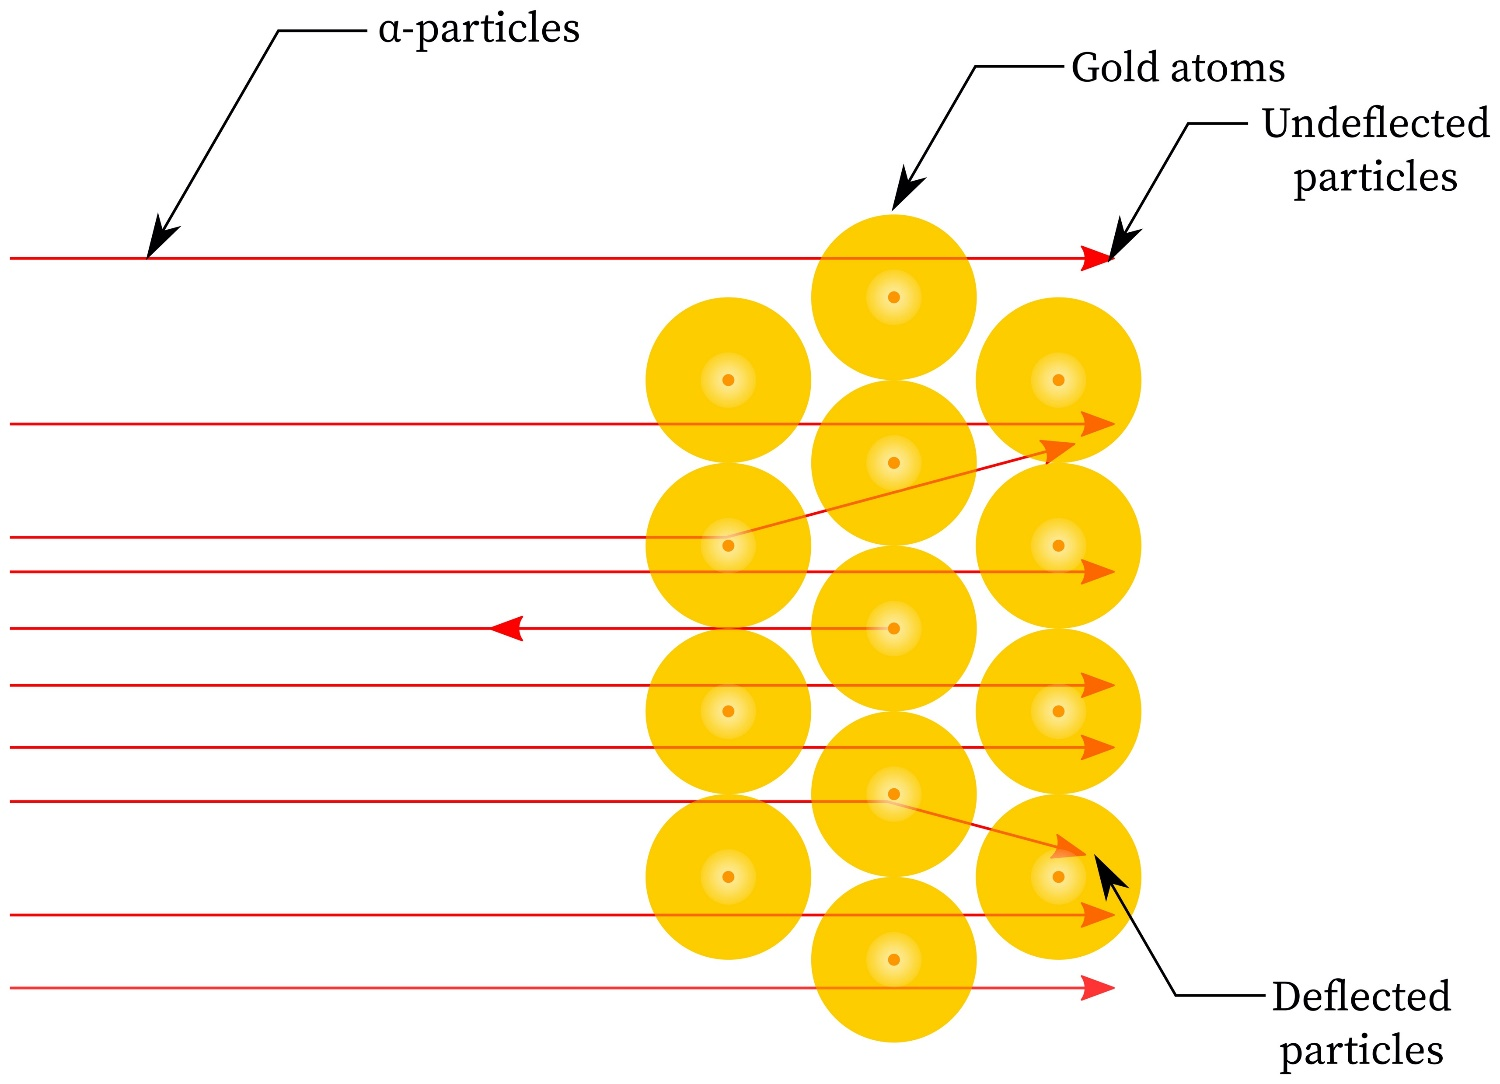 α-particles
Gold atoms
Undeflected
particles
Deflected
particles